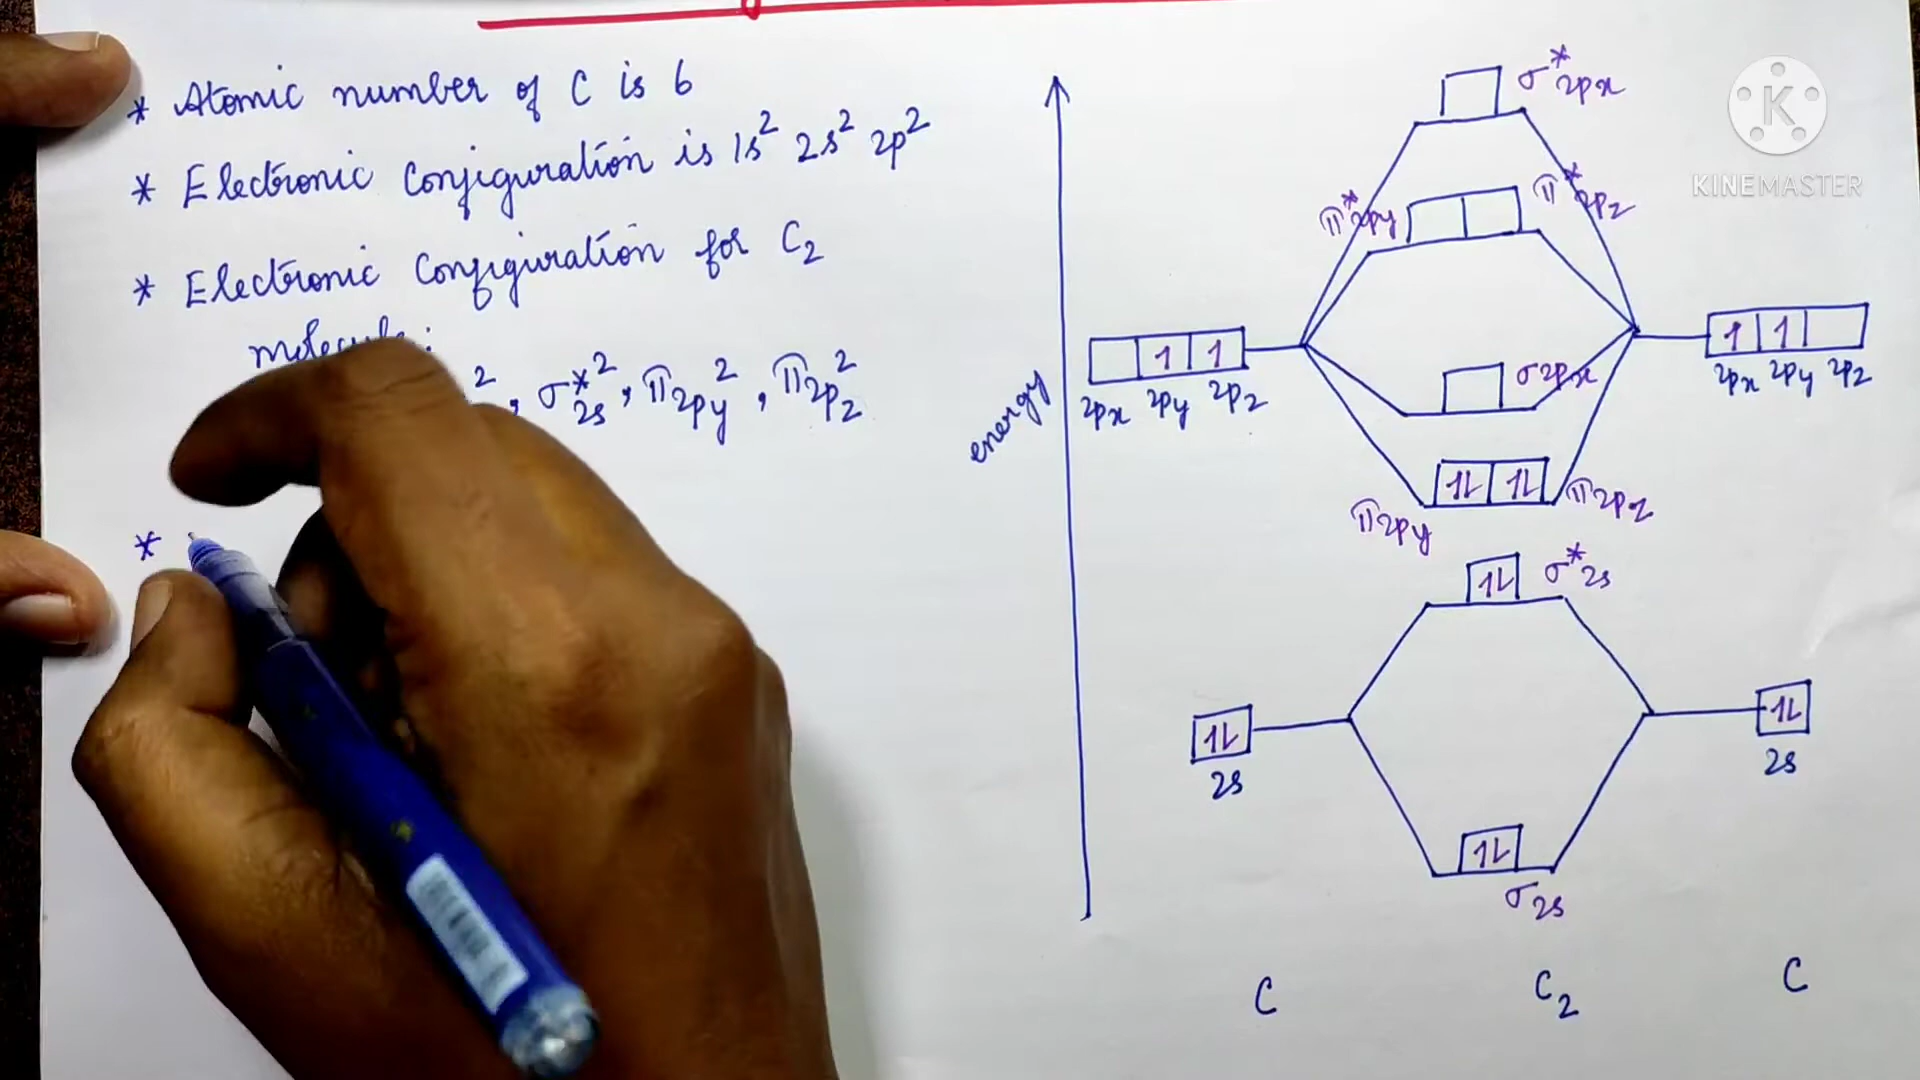 * Atomic number of C is 6
* Electronic Configuration is 1s² 2s² 2p²
* Electronic Configuration for C₂
molecule:
², σ*2s², π2py², π2pz²
*
energy
σ*2px
π*2py π*2pz
2px 2py 2pz
σ2px
2px 2py 2pz
π2py π2pz
σ*2s
2s
2s
σ2s
C C₂ C
KINEMASTER